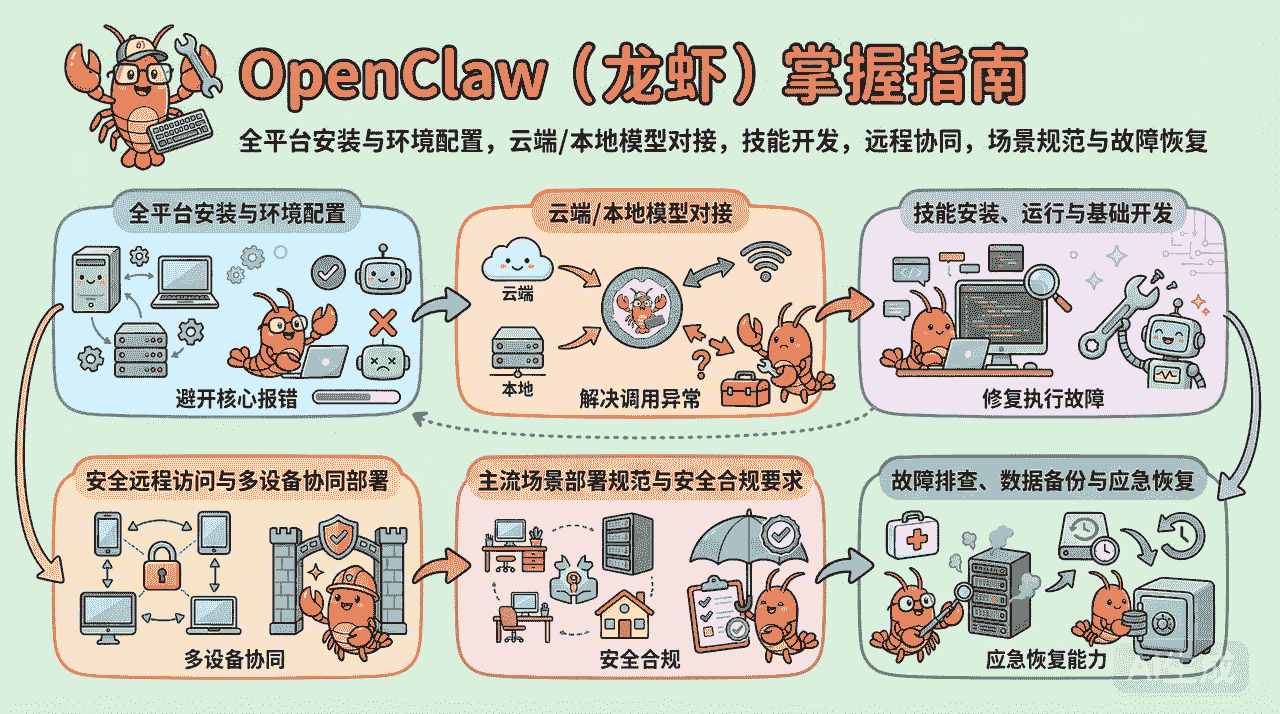 OpenClaw（龙虾）掌握指南
全平台安装与环境配置，云端/本地模型对接，技能开发，远程协同，场景规范与故障恢复
全平台安装与环境配置
避开核心报错
云端/本地模型对接
云端
本地
?
解决调用异常
技能安装、运行与基础开发
</>
修复执行故障
安全远程访问与多设备协同部署
多设备协同
主流场景部署规范与安全合规要求
安全合规
故障排查、数据备份与应急恢复
应急恢复能力
AI生成